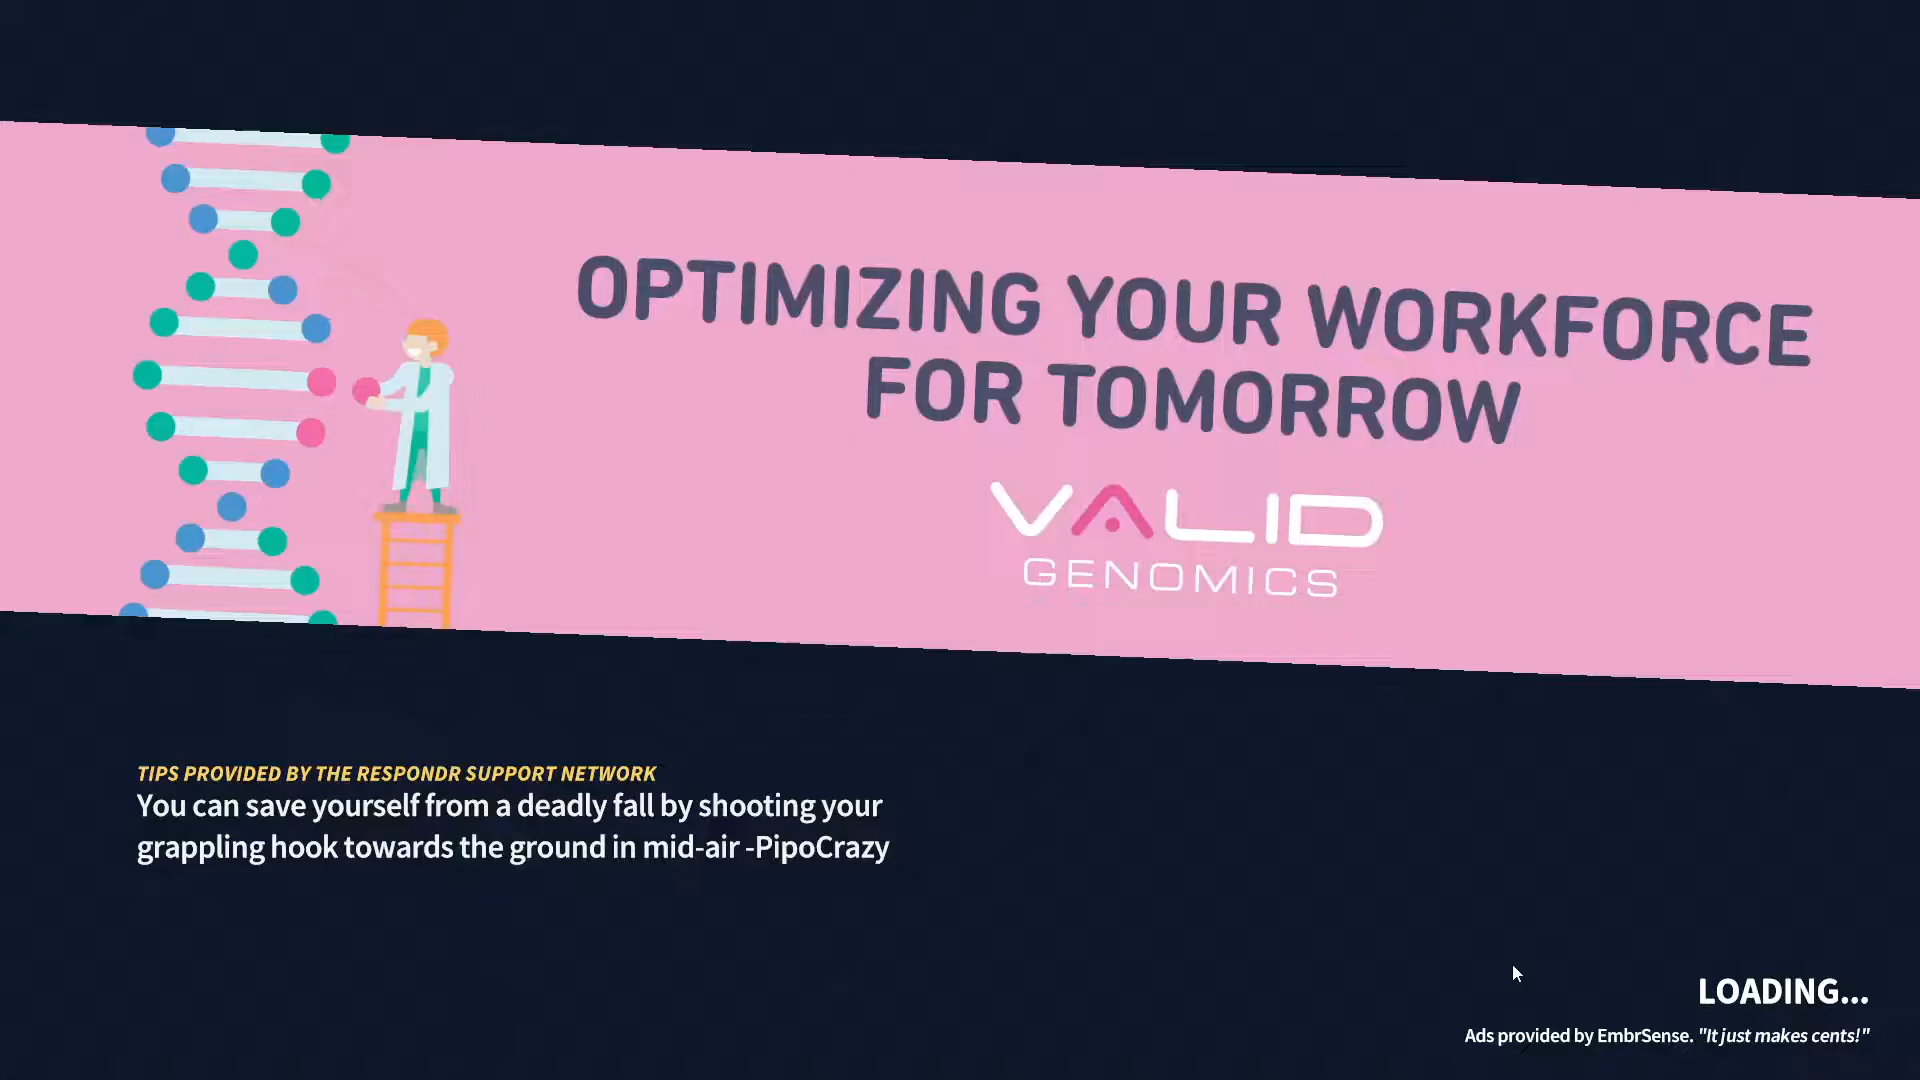 OPTIMIZING YOUR WORKFORCE
FOR TOMORROW
VALID
GENOMICS
TIPS PROVIDED BY THE RESPONDR SUPPORT NETWORK
You can save yourself from a deadly fall by shooting your
grappling hook towards the ground in mid-air -PipoCrazy
LOADING...
Ads provided by EmbrSense. "It just makes cents!"